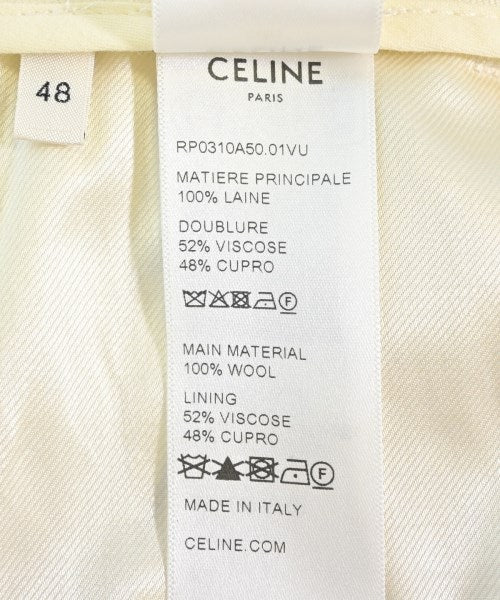 CELINE
PARIS
48
RP0310A50.01VU
MATIERE PRINCIPALE
100% LAINE
DOUBLURE
52% VISCOSE
48% CUPRO
F
MAIN MATERIAL
100% WOOL
LINING
52% VISCOSE
48% CUPRO
F
MADE IN ITALY
CELINE.COM